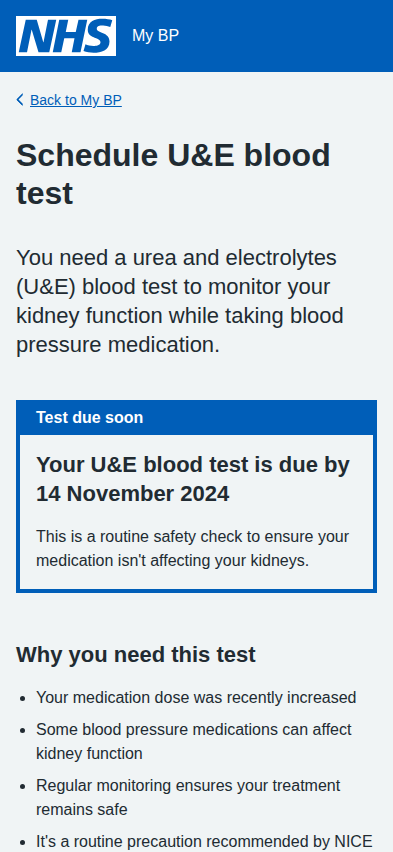 NHS My BP
Back to My BP
Schedule U&E blood
test
You need a urea and electrolytes
(U&E) blood test to monitor your
kidney function while taking blood
pressure medication.
Test due soon
Your U&E blood test is due by
14 November 2024
This is a routine safety check to ensure your
medication isn't affecting your kidneys.
Why you need this test
• Your medication dose was recently increased
• Some blood pressure medications can affect
kidney function
• Regular monitoring ensures your treatment
remains safe
• It's a routine precaution recommended by NICE